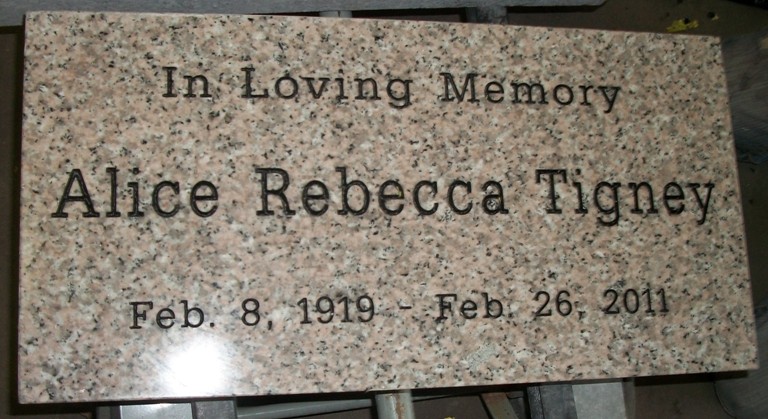 In Loving Memory
Alice Rebecca Tigney
Feb. 8, 1919 - Feb. 26, 2011